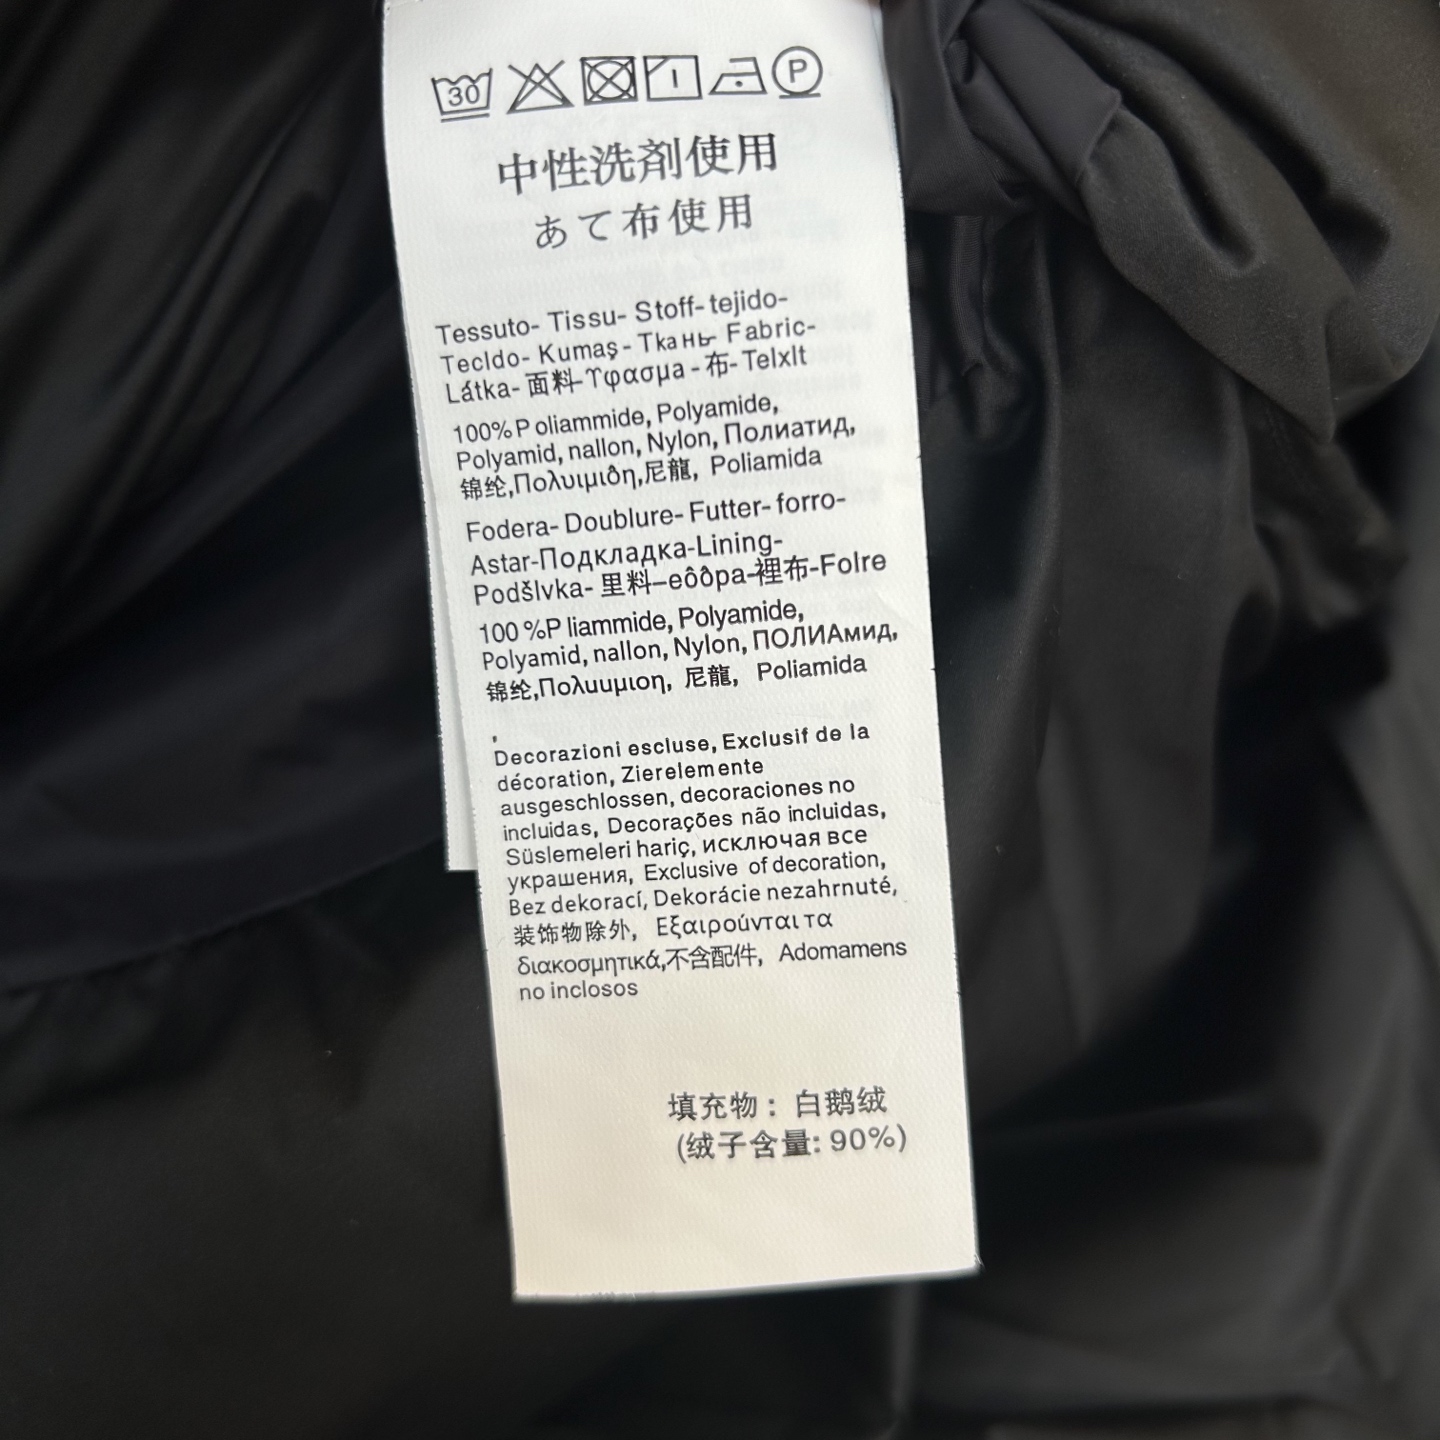 30 P
中性洗剤使用
あて布使用
Tessuto- Tissu- Stoff- tejido-
Tecldo- Kumaş- Ткань- Fabric-
Látka- 面料-Υφασμα-布- Telxlt
100%P oliammide, Polyamide,
Polyamid, nallon, Nylon, Полиатид,
锦纶,Πολυιμιδη,尼龍, Poliamida
Fodera- Doublure- Futter- forro-
Astar-Подкладка-Lining-
Podšlvka- 里料-еôðра-裡布-Folre
100 %P liammide, Polyamide,
Polyamid, nallon, Nylon, ПОЛИАмид,
锦纶,Πολυυμιοη, 尼龍, Poliamida
,
Decorazioni escluse, Exclusif de la
décoration, Zierelemente
ausgeschlossen, decoraciones no
incluidas, Decorações não incluidas,
Süslemeleri hariç, исключая все
украшения, Exclusive of decoration,
Bez dekorací, Dekorácie nezahrnuté,
装饰物除外, Εξαιρούνται τα
διακοσμητικά,不含配件, Adomamens
no inclosos
填充物：白鹅绒
(绒子含量: 90%)